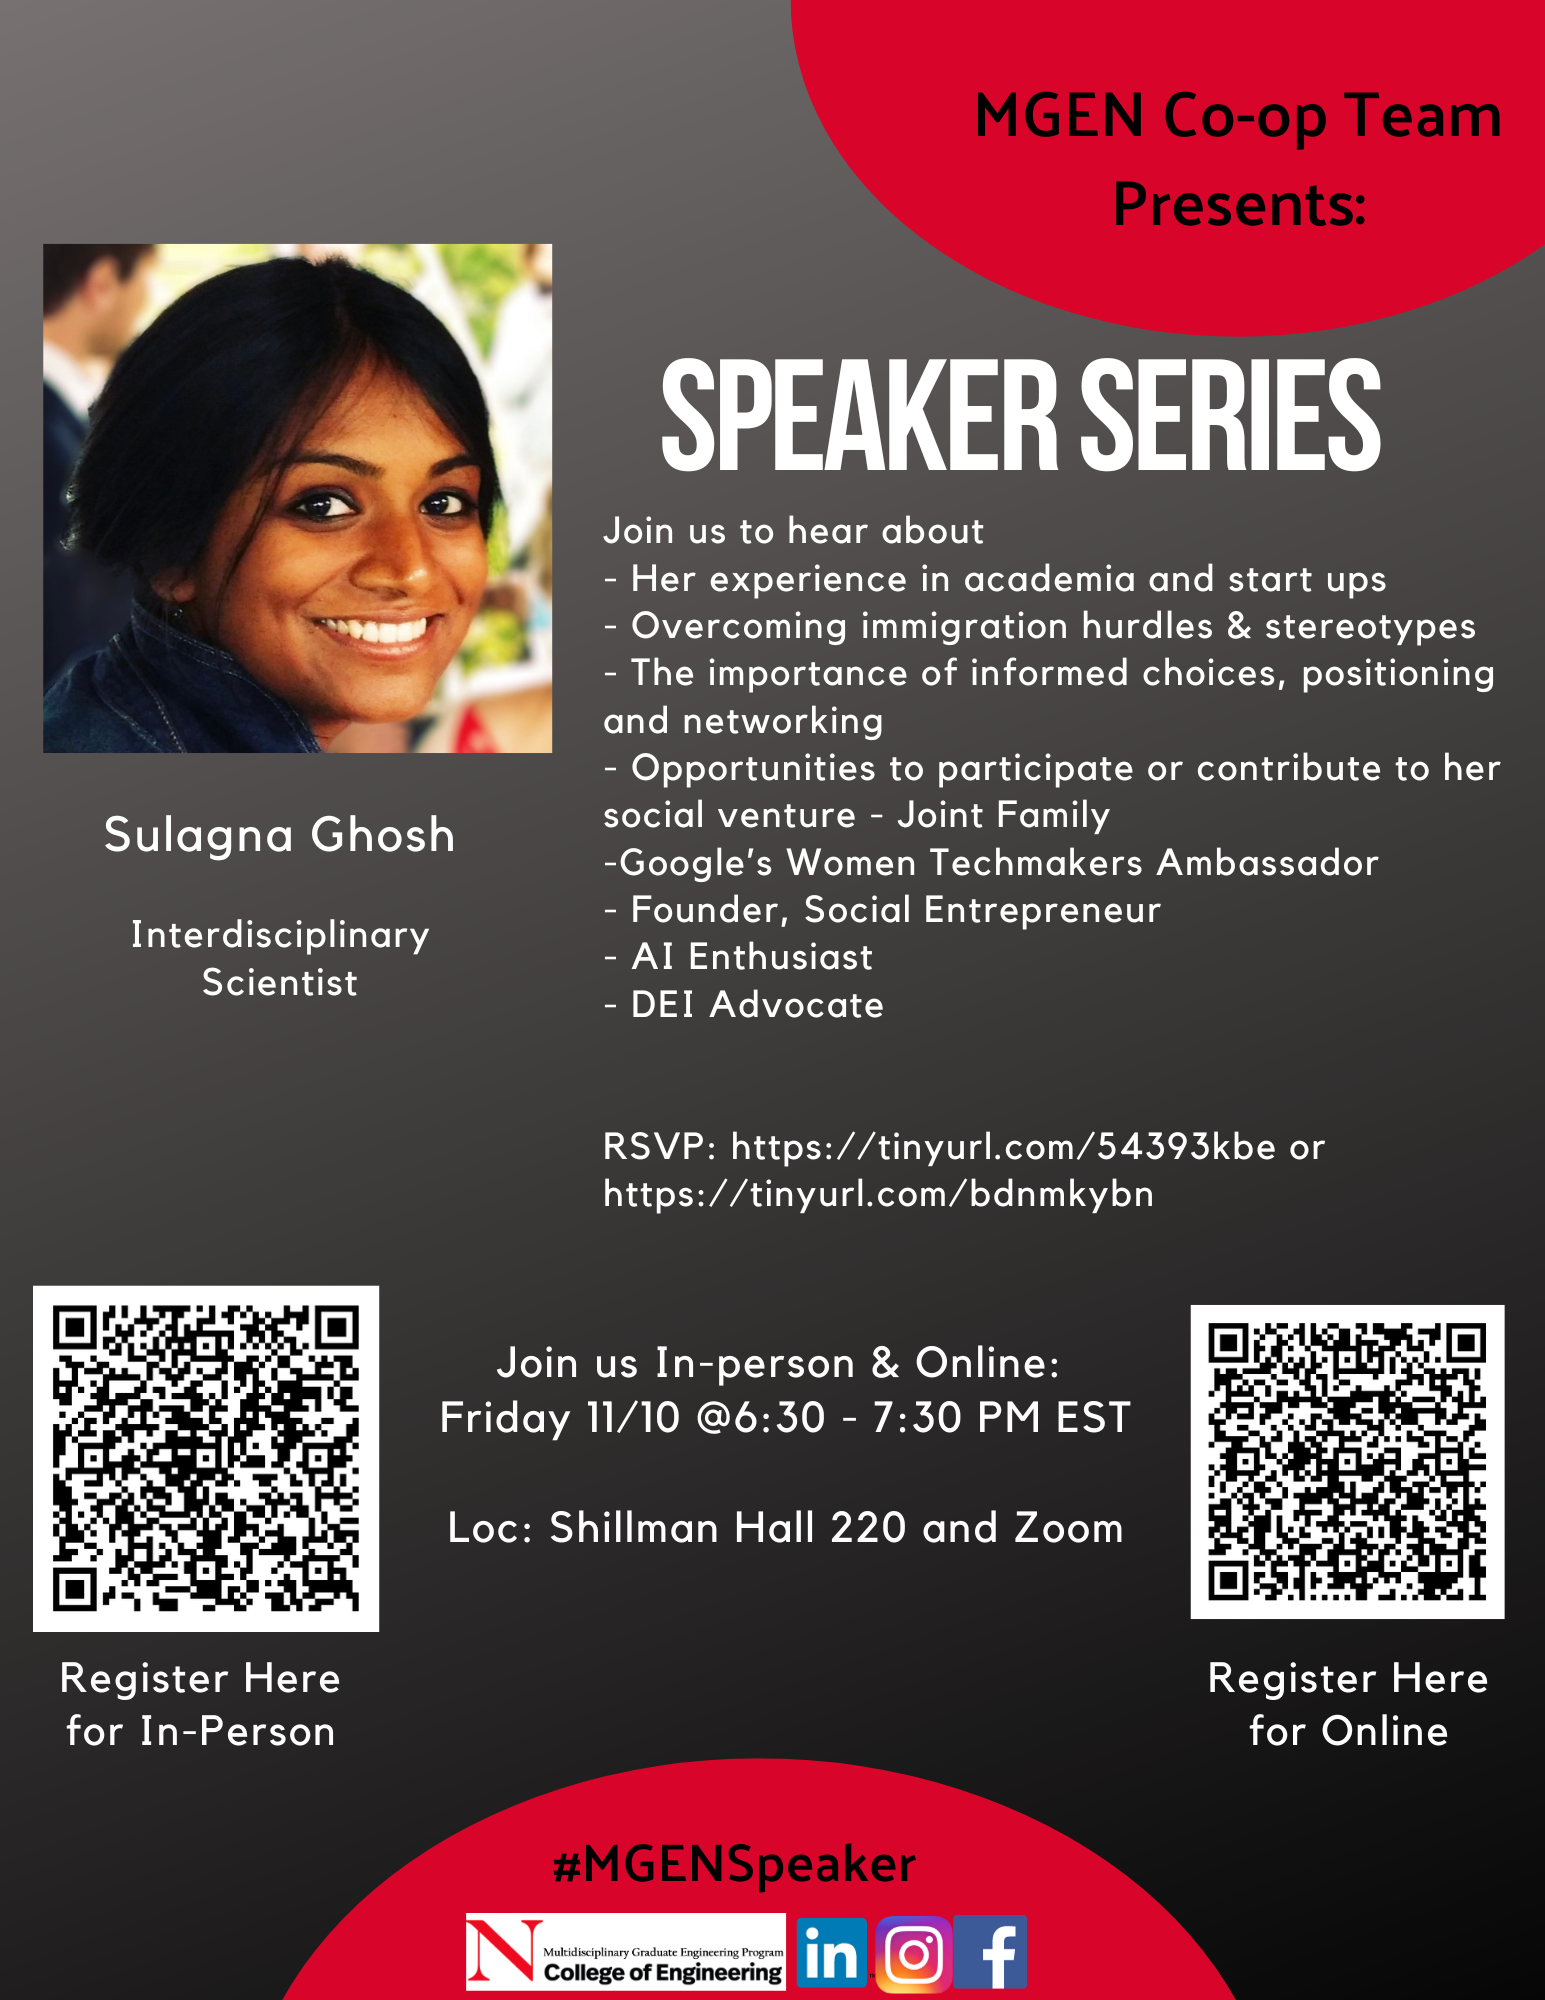 MGEN Co-op Team
Presents:
SPEAKER SERIES
Join us to hear about
- Her experience in academia and start ups
- Overcoming immigration hurdles & stereotypes
- The importance of informed choices, positioning
and networking
- Opportunities to participate or contribute to her
social venture - Joint Family
-Google's Women Techmakers Ambassador
- Founder, Social Entrepreneur
- AI Enthusiast
- DEI Advocate
Sulagna Ghosh
Interdisciplinary
Scientist
RSVP: https://tinyurl.com/54393kbe or
https://tinyurl.com/bdnmkybn
Join us In-person & Online:
Friday 11/10 @6:30 - 7:30 PM EST
Loc: Shillman Hall 220 and Zoom
Register Here
for In-Person
Register Here
for Online
#MGENSpeaker
N
Multidisciplinary Graduate Engineering Program
College of Engineering
in
f